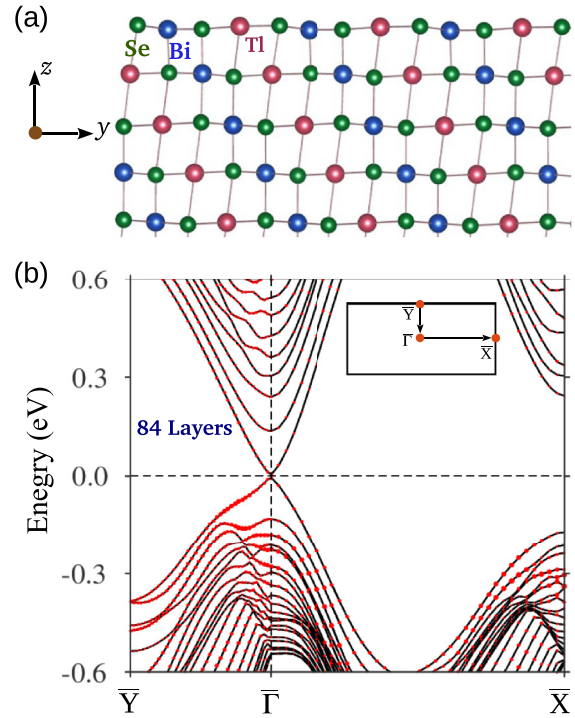 (a)
Se Bi Tl
z
y
(b)
0.6
0.3
0.0
-0.3
-0.6
Enegry (eV)
84 Layers
Y̅
Γ̅
X̅
Y̅ Γ̅ X̅